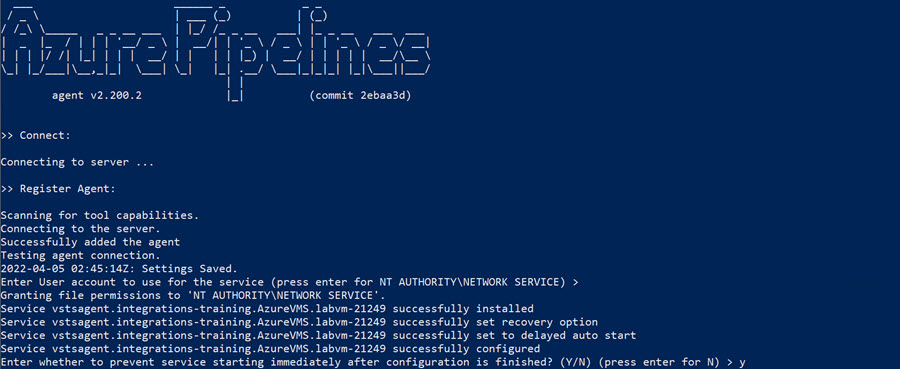 Azure Pipelines
agent v2.200.2 (commit 2ebaa3d)
>> Connect:
Connecting to server ...
>> Register Agent:
Scanning for tool capabilities.
Connecting to the server.
Successfully added the agent
Testing agent connection.
2022-04-05 02:45:14Z: Settings Saved.
Enter User account to use for the service (press enter for NT AUTHORITY\NETWORK SERVICE) >
Granting file permissions to 'NT AUTHORITY\NETWORK SERVICE'.
Service vstsagent.integrations-training.AzureVMS.labvm-21249 successfully installed
Service vstsagent.integrations-training.AzureVMS.labvm-21249 successfully set recovery option
Service vstsagent.integrations-training.AzureVMS.labvm-21249 successfully set to delayed auto start
Service vstsagent.integrations-training.AzureVMS.labvm-21249 successfully configured
Enter whether to prevent service starting immediately after configuration is finished? (Y/N) (press enter for N) > y